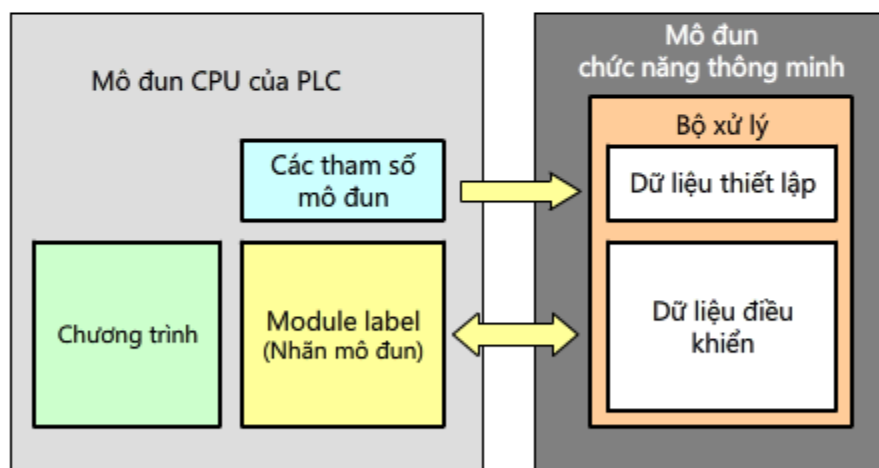 Mô đun CPU của PLC
Các tham số
mô đun
Chương trình
Module label
(Nhãn mô đun)
Mô đun
chức năng thông minh
Bộ xử lý
Dữ liệu thiết lập
Dữ liệu điều
khiển